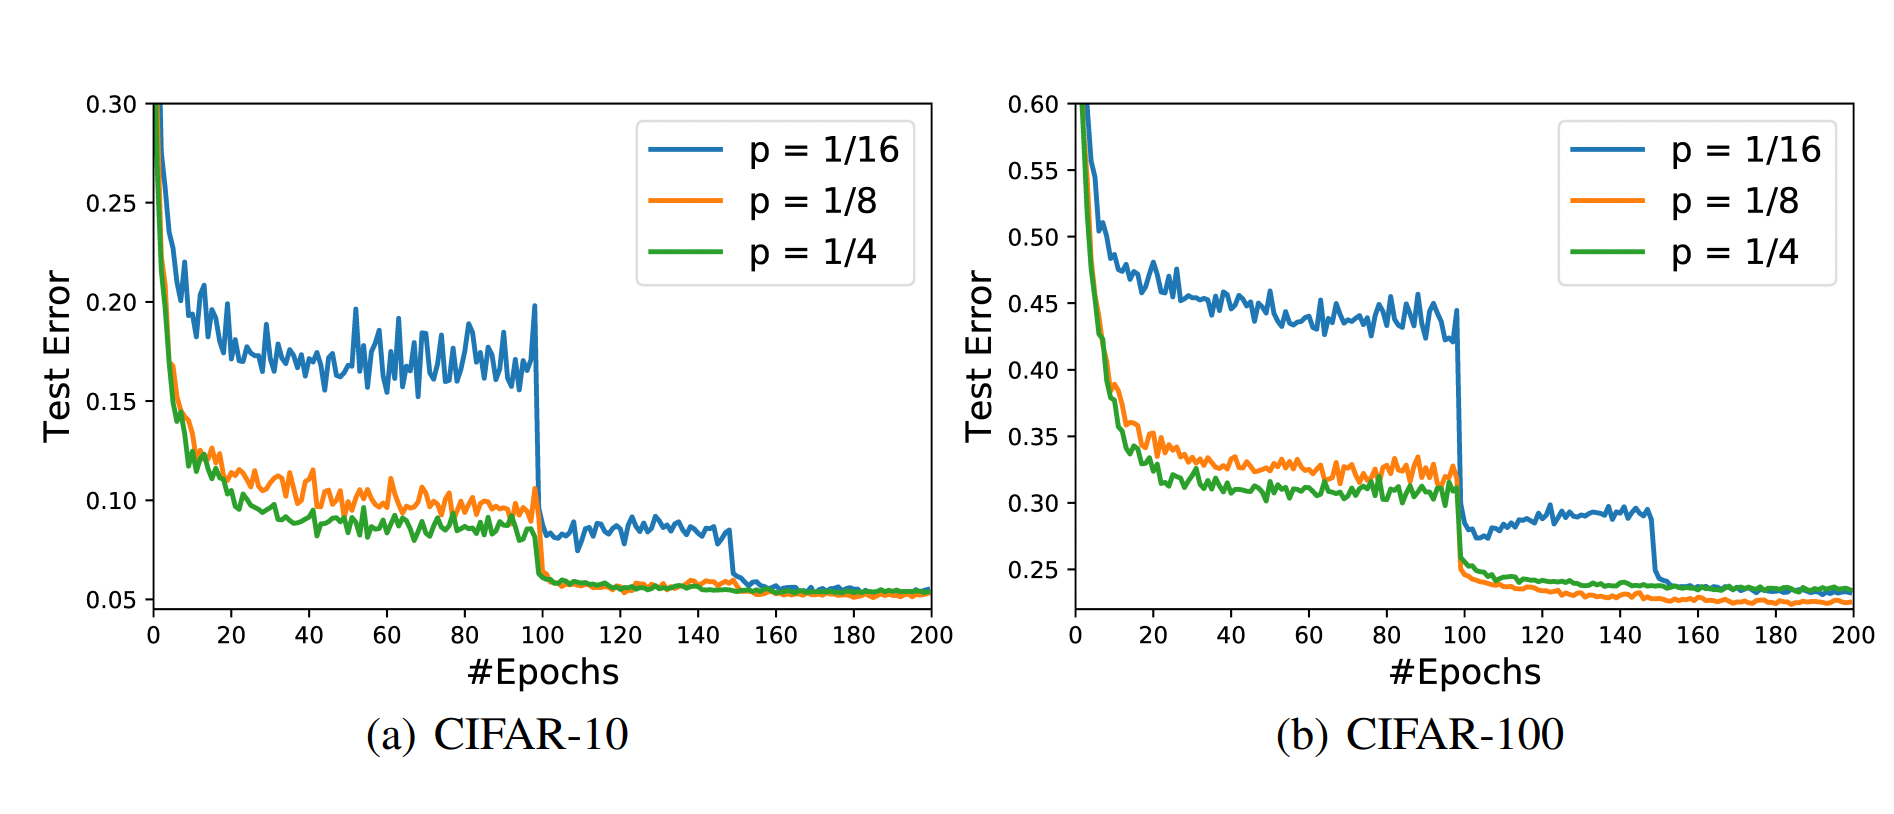 0.30
0.25
0.20
0.15
0.10
0.05
Test Error
p = 1/16
p = 1/8
p = 1/4
0 20 40 60 80 100 120 140 160 180 200
#Epochs
(a) CIFAR-10
0.60
0.55
0.50
0.45
0.40
0.35
0.30
0.25
Test Error
p = 1/16
p = 1/8
p = 1/4
0 20 40 60 80 100 120 140 160 180 200
#Epochs
(b) CIFAR-100